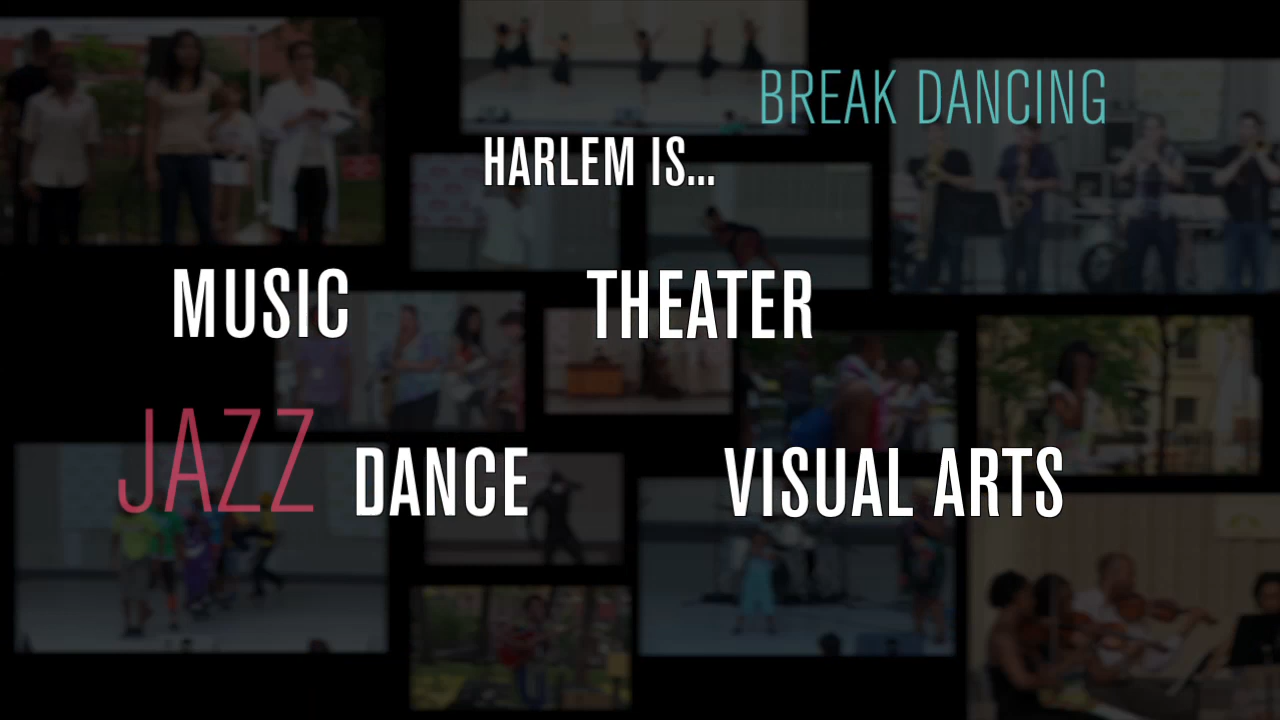 BREAK DANCING
HARLEM IS...
MUSIC
THEATER
JAZZ
DANCE
VISUAL ARTS